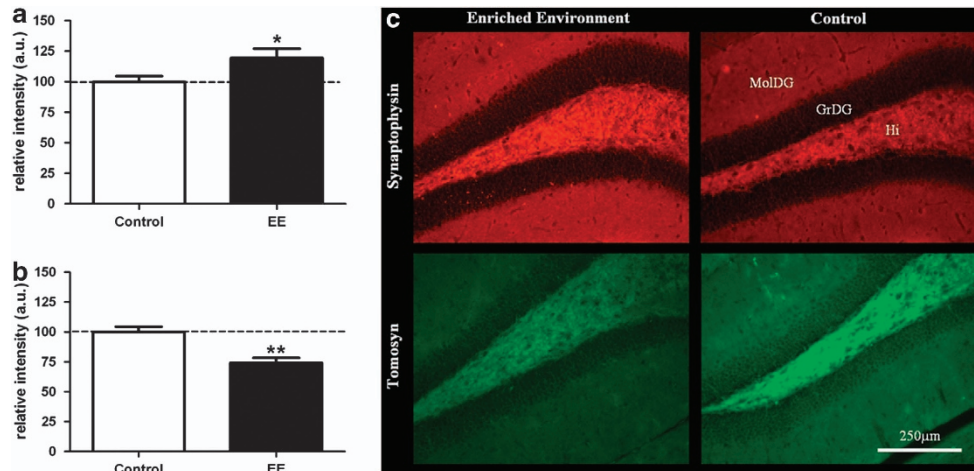 a
relative intensity (a.u.)
150
125
100
75
50
25
0
*
Control EE
b
relative intensity (a.u.)
150
125
100
75
50
25
0
**
Control EE
c
Enriched Environment Control
Synaptophysin
MolDG
GrDG
Hi
Tomosyn
250µm